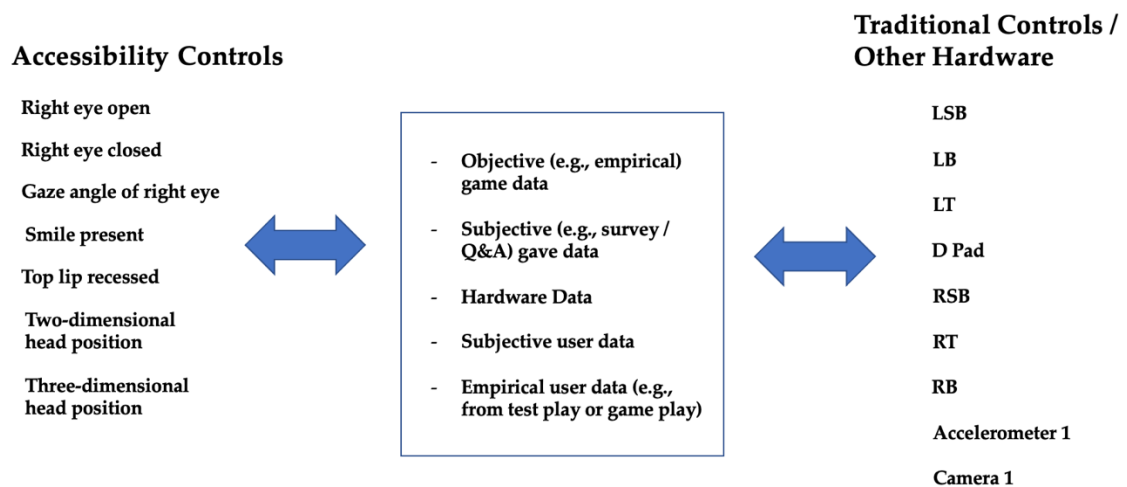 Accessibility Controls
Right eye open
Right eye closed
Gaze angle of right eye
Smile present
Top lip recessed
Two-dimensional
head position
Three-dimensional
head position
- Objective (e.g., empirical)
game data
- Subjective (e.g., survey /
Q&A) gave data
- Hardware Data
- Subjective user data
- Empirical user data (e.g.,
from test play or game play)
Traditional Controls /
Other Hardware
LSB
LB
LT
D Pad
RSB
RT
RB
Accelerometer 1
Camera 1